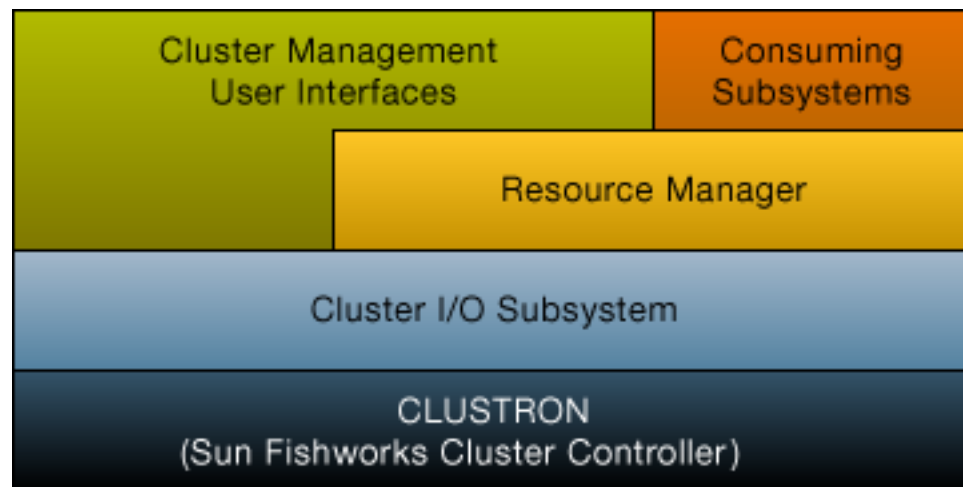 Cluster Management
User Interfaces
Consuming
Subsystems
Resource Manager
Cluster I/O Subsystem
CLUSTRON
(Sun Fishworks Cluster Controller)